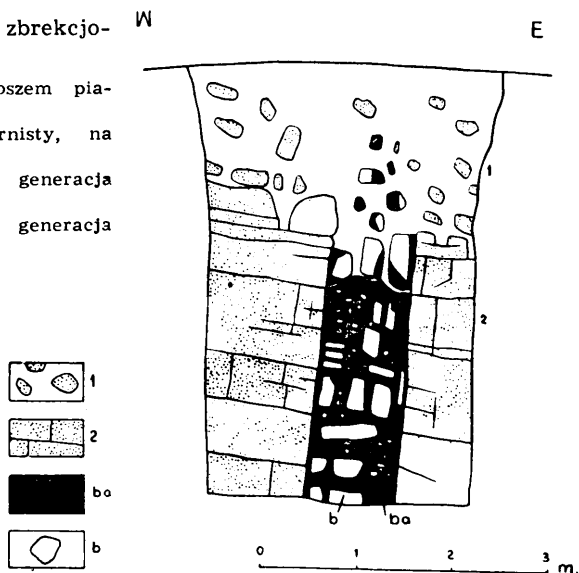 zbrekcjo-
oszem pia-
rnisty, na
generacja
generacja
W
E
1
2
b
ba
1
2
ba
b
0 1 2 3 m.